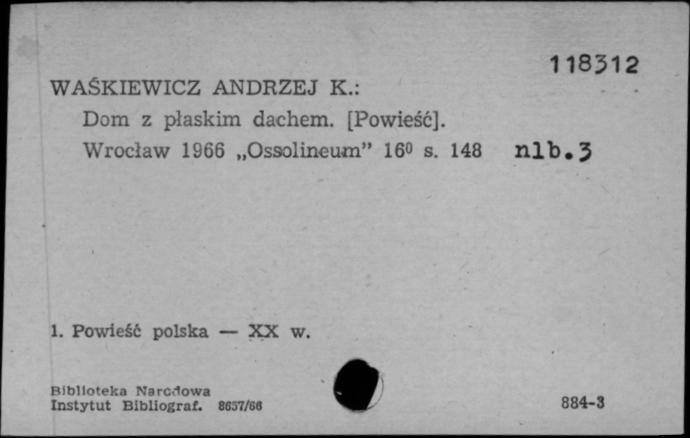 118312
WAŚKIEWICZ ANDRZEJ K.:
Dom z płaskim dachem. [Powieść].
Wrocław 1966 „Ossolineum” 16⁰ s. 148 nlb.3
1. Powieść polska — XX w.
Biblioteka Narodowa
Instytut Bibliograf. 8657/66
884-3